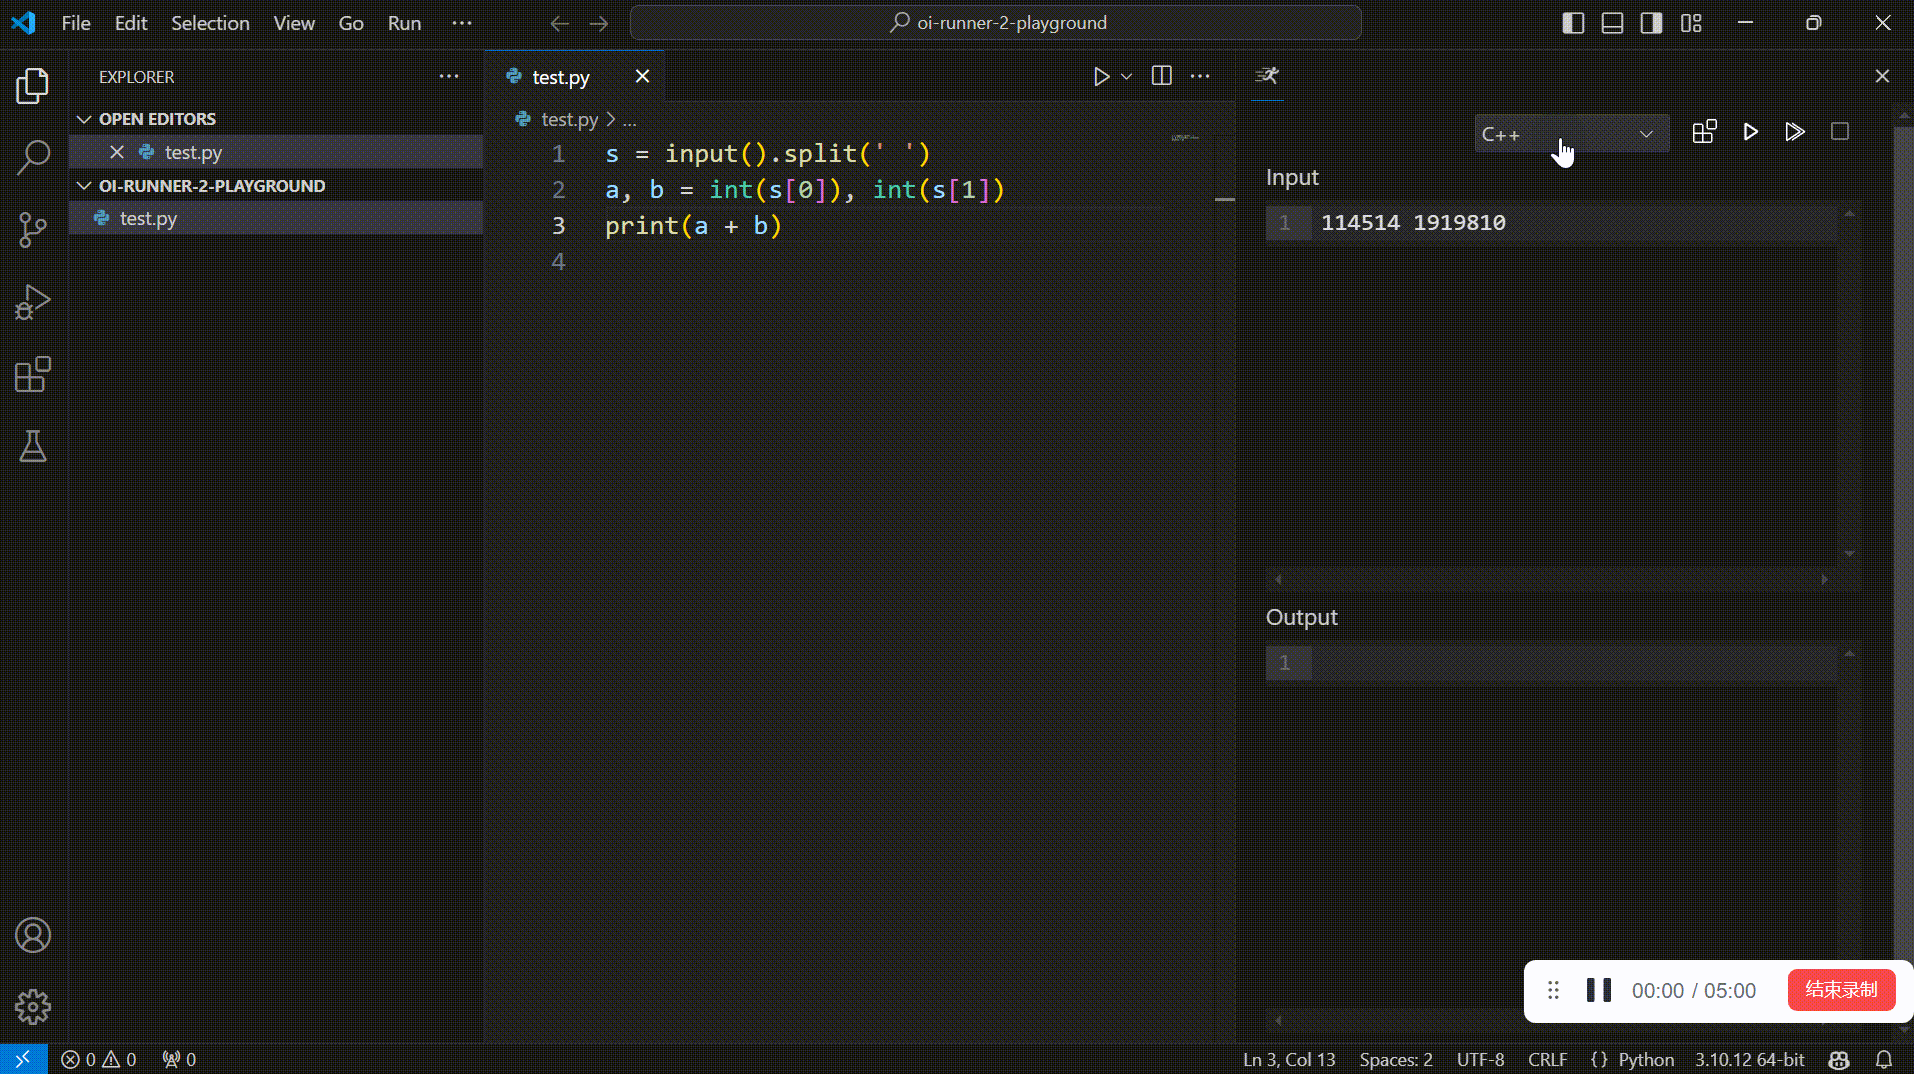 File Edit Selection View Go Run ···
oi-runner-2-playground
EXPLORER
OPEN EDITORS
test.py
OI-RUNNER-2-PLAYGROUND
test.py
test.py
test.py > ...
1 s = input().split(' ')
2 a, b = int(s[0]), int(s[1])
3 print(a + b)
4
C++
Input
1 114514 1919810
Output
1
00:00 / 05:00 结束录制
0 0 0 Ln 3, Col 13 Spaces: 2 UTF-8 CRLF {} Python 3.10.12 64-bit